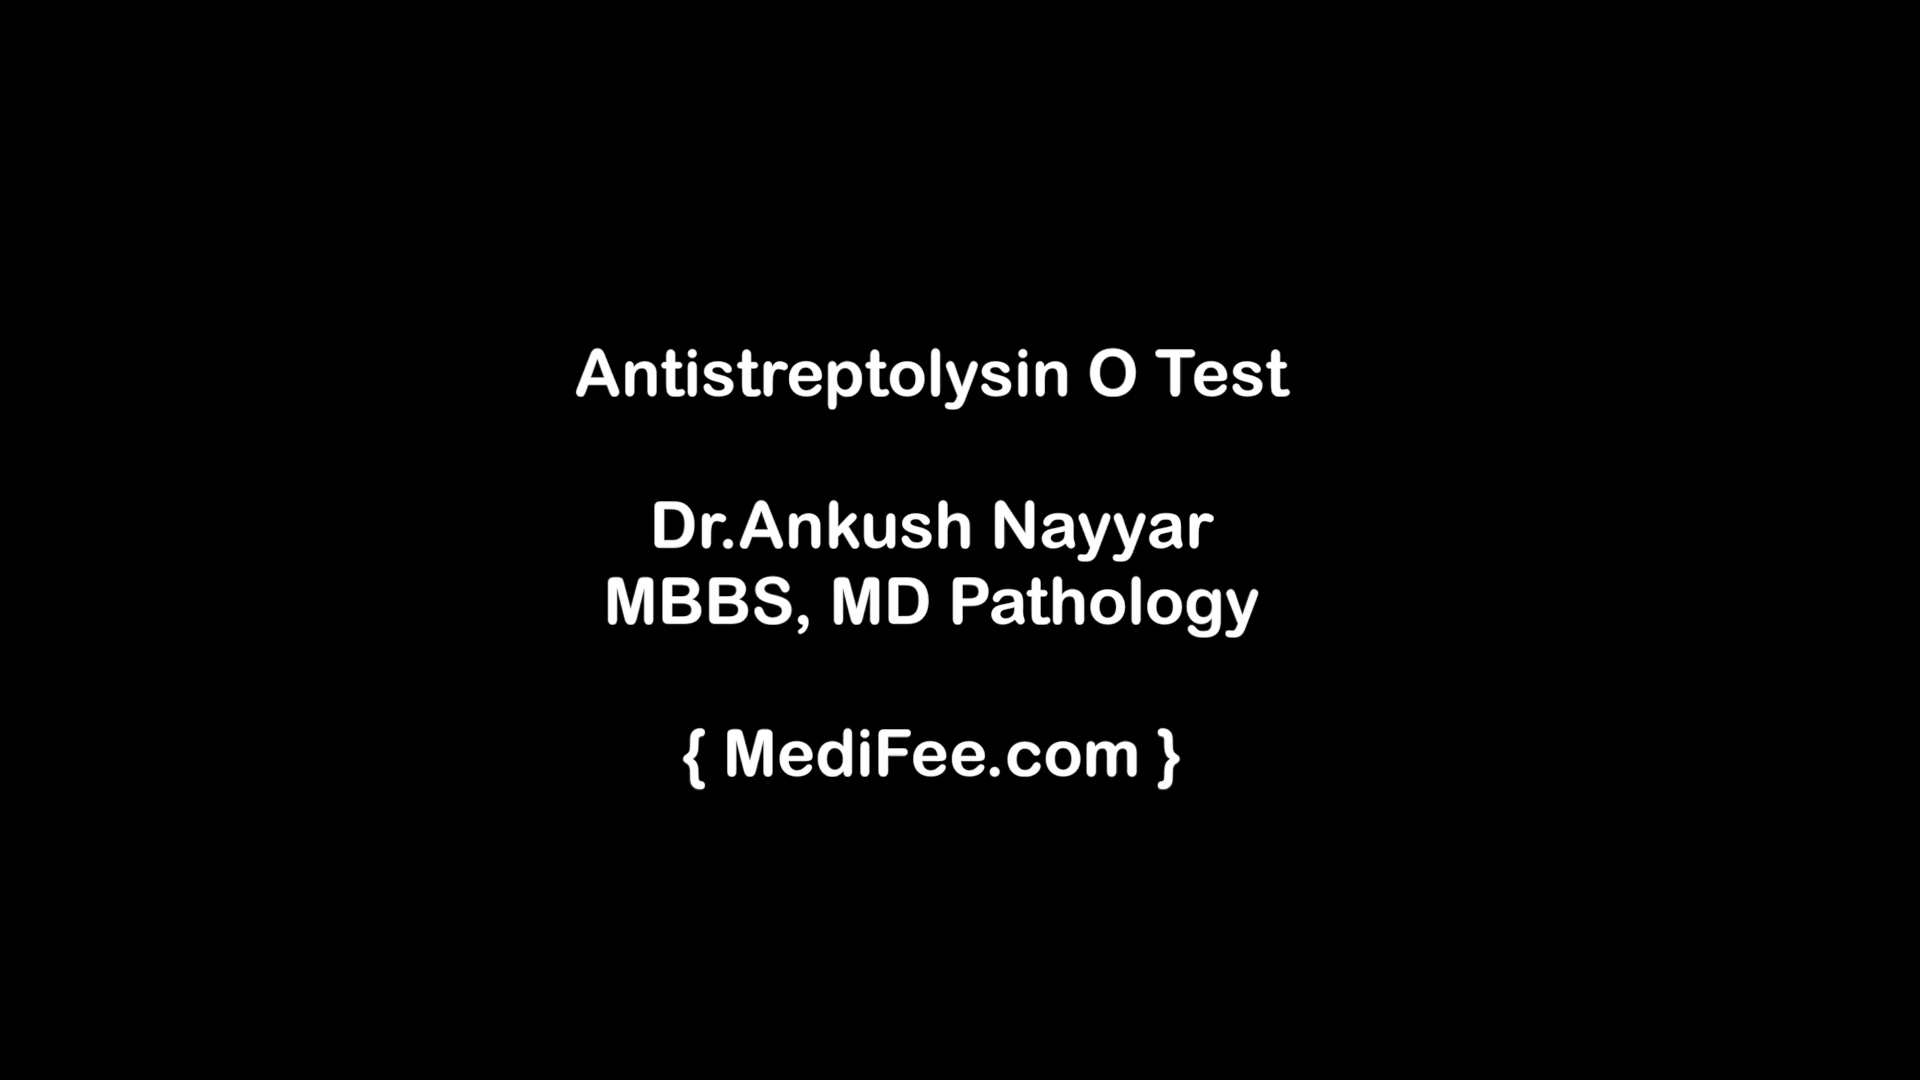 Antistreptolysin O Test
Dr.Ankush Nayyar
MBBS, MD Pathology
{ MediFee.com }